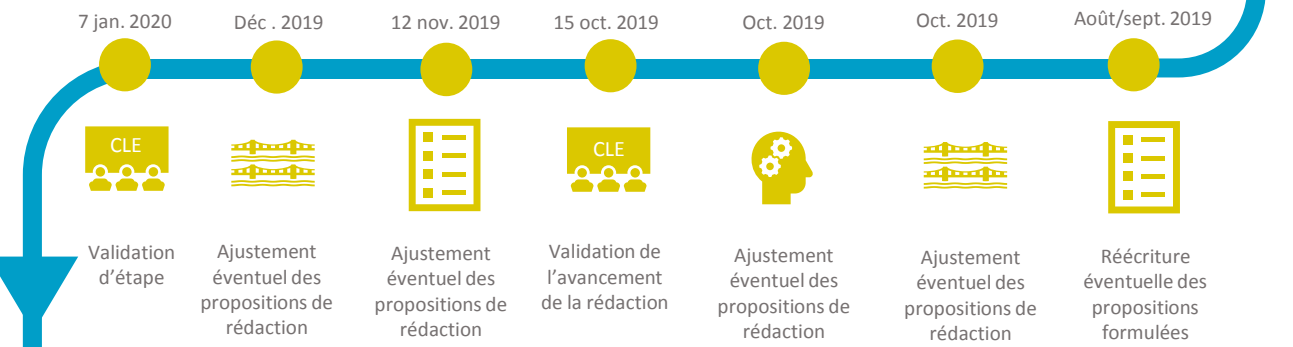 7 jan. 2020
Déc . 2019
12 nov. 2019
15 oct. 2019
Oct. 2019
Oct. 2019
Août/sept. 2019
CLE
CLE
Validation
d’étape
Ajustement
éventuel des
propositions de
rédaction
Ajustement
éventuel des
propositions de
rédaction
Validation de
l’avancement
de la rédaction
Ajustement
éventuel des
propositions de
rédaction
Ajustement
éventuel des
propositions de
rédaction
Réécriture
éventuelle des
propositions
formulées